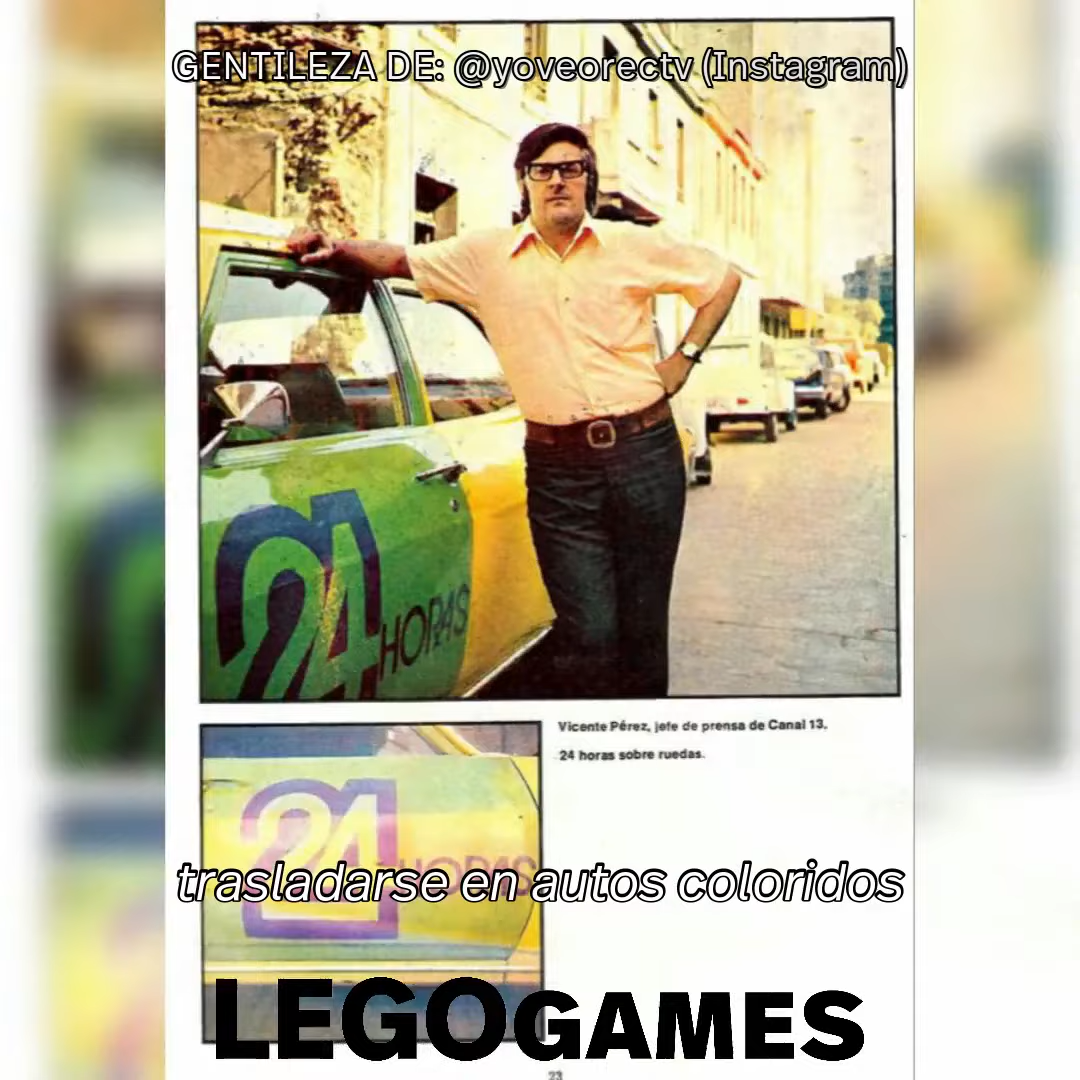 GENTILEZA DE: @yoveorectv (Instagram)
24
HORAS
Vicente Pérez, jefe de prensa de Canal 13.
24 horas sobre ruedas.
24
HORAS
trasladarse en autos coloridos
LEGOGAMES
23